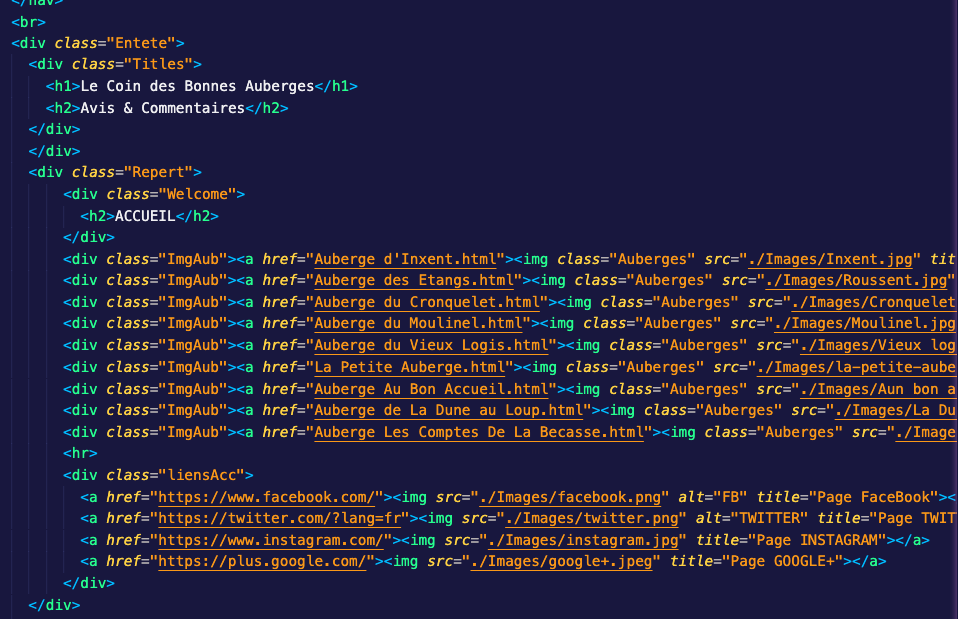 </nav>
<br>
<div class="Entete">
<div class="Titles">
<h1>Le Coin des Bonnes Auberges</h1>
<h2>Avis & Commentaires</h2>
</div>
</div>
<div class="Repert">
<div class="Welcome">
<h2>ACCUEIL</h2>
</div>
<div class="ImgAub"><a href="Auberge d'Inxent.html"><img class="Auberges" src="./Images/Inxent.jpg" tit
<div class="ImgAub"><a href="Auberge des Etangs.html"><img class="Auberges" src="./Images/Roussent.jpg"
<div class="ImgAub"><a href="Auberge du Cronquelet.html"><img class="Auberges" src="./Images/Cronquelet
<div class="ImgAub"><a href="Auberge du Moulinel.html"><img class="Auberges" src="./Images/Moulinel.jpg
<div class="ImgAub"><a href="Auberge du Vieux Logis.html"><img class="Auberges" src="./Images/Vieux log
<div class="ImgAub"><a href="La Petite Auberge.html"><img class="Auberges" src="./Images/la-petite-aube
<div class="ImgAub"><a href="Auberge Au Bon Accueil.html"><img class="Auberges" src="./Images/Aun bon a
<div class="ImgAub"><a href="Auberge de La Dune au Loup.html"><img class="Auberges" src="./Images/La Du
<div class="ImgAub"><a href="Auberge Les Comptes De La Becasse.html"><img class="Auberges" src="./Image
<hr>
<div class="liensAcc">
<a href="https://www.facebook.com/"><img src="./Images/facebook.png" alt="FB" title="Page FaceBook"><
<a href="https://twitter.com/?lang=fr"><img src="./Images/twitter.png" alt="TWITTER" title="Page TWIT
<a href="https://www.instagram.com/"><img src="./Images/instagram.jpg" title="Page INSTAGRAM"></a>
<a href="https://plus.google.com/"><img src="./Images/google+.jpeg" title="Page GOOGLE+"></a>
</div>
</div>